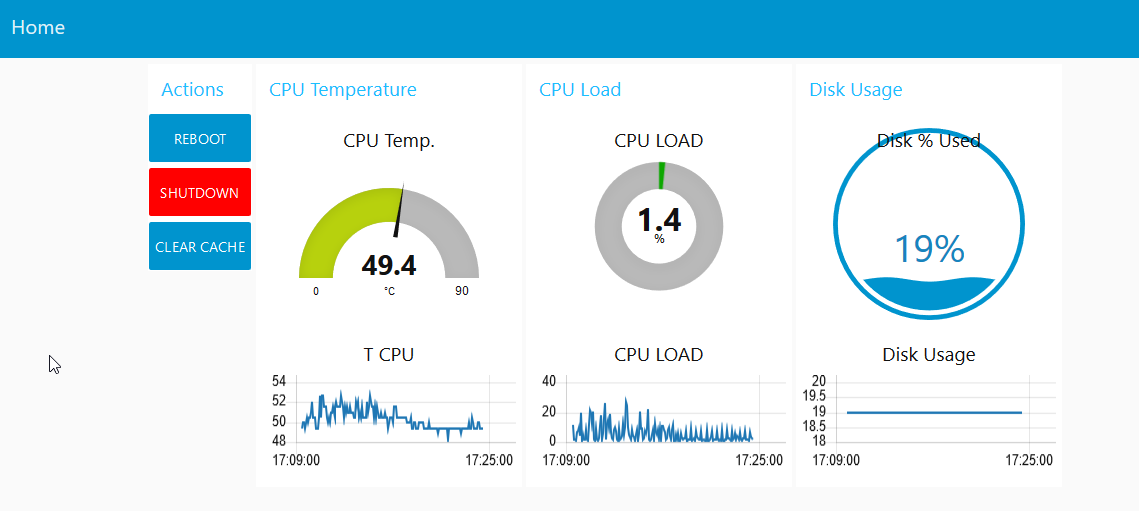 Home
Actions
REBOOT
SHUTDOWN
CLEAR CACHE
CPU Temperature
CPU Temp.
49.4
0
°C
90
T CPU
54
52
50
48
17:09:00
17:25:00
CPU Load
CPU LOAD
1.4
%
CPU LOAD
40
20
0
17:09:00
17:25:00
Disk Usage
Disk % Used
19%
Disk Usage
20
19.5
19
18.5
18
17:09:00
17:25:00